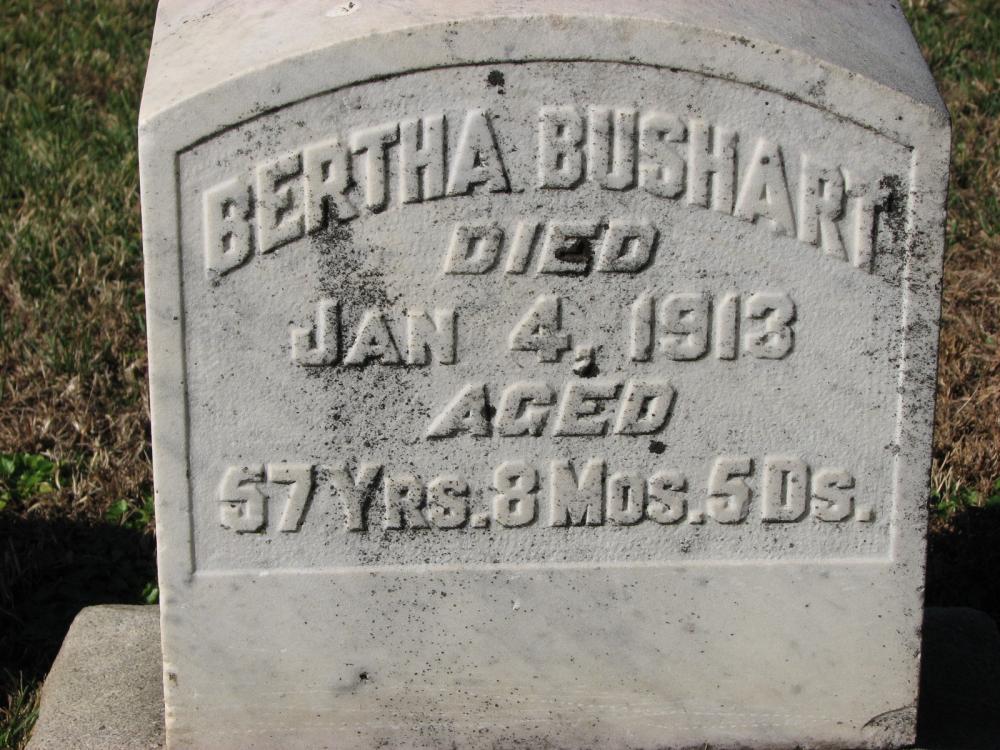 BERTHA BUSHART
DIED
JAN 4, 1913
AGED
57 YRS. 8 MOS. 5 DS.